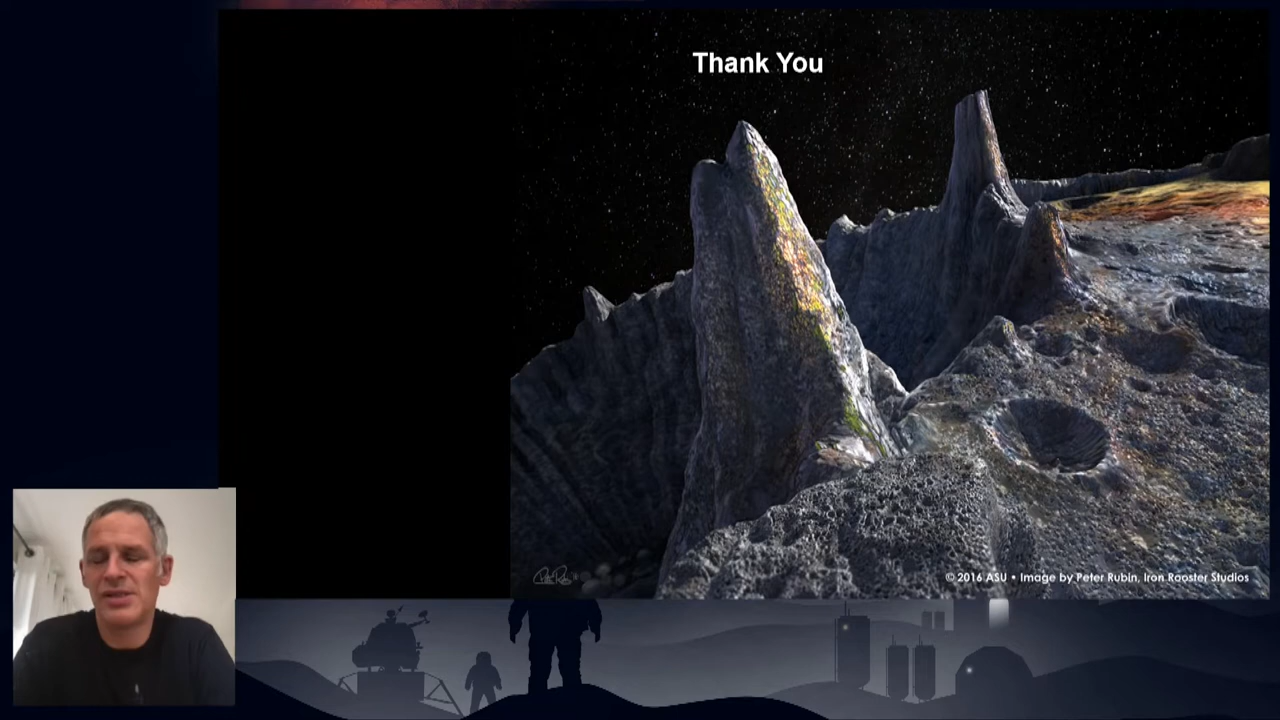 Thank You
© 2016 ASU • Image by Peter Rubin, Iron Rooster Studios